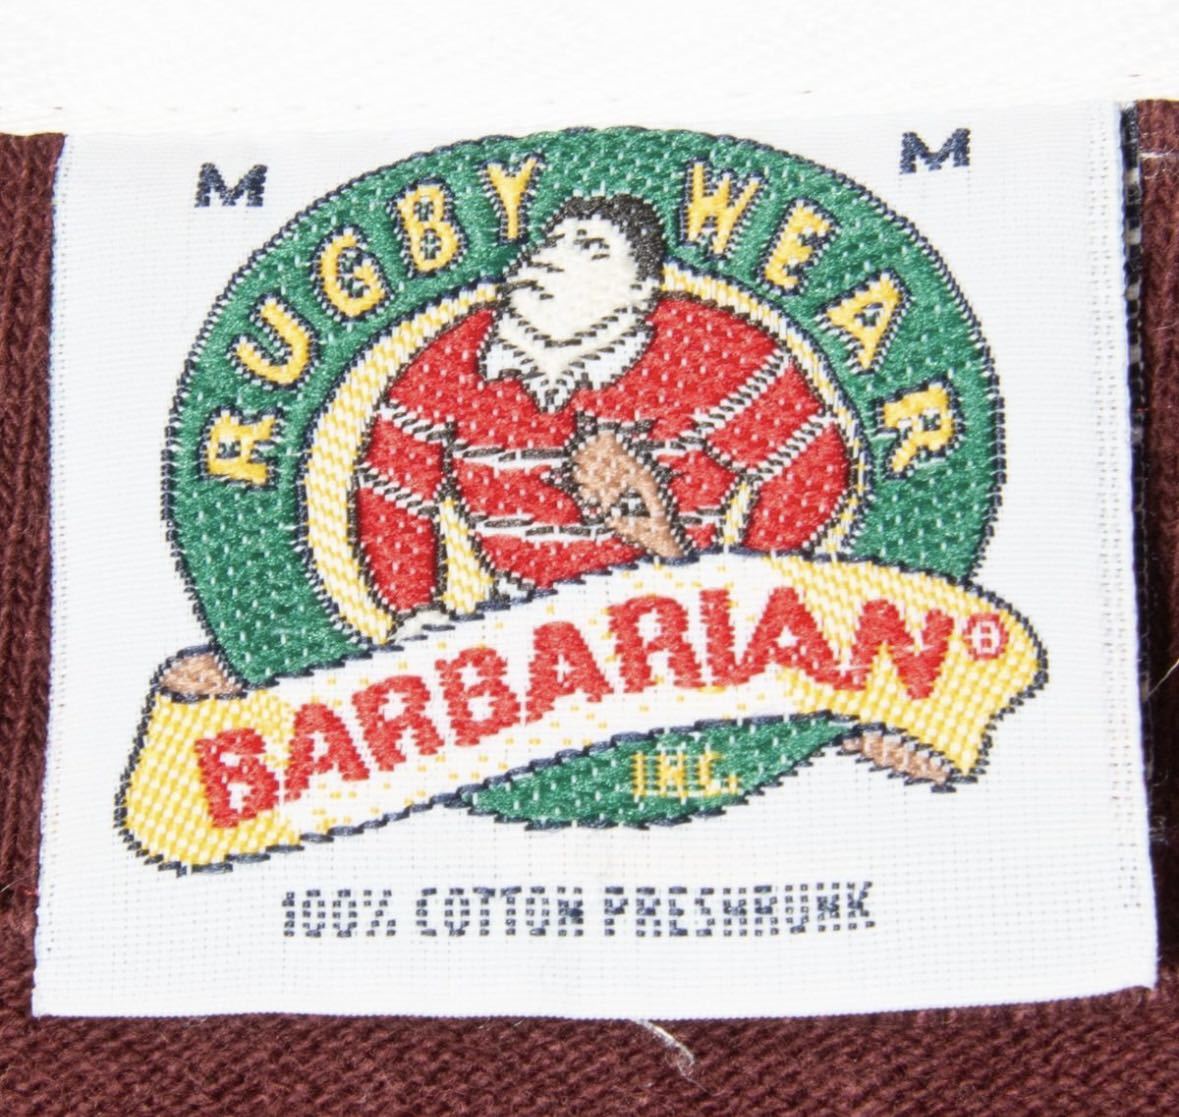 M M
RUGBY WEAR
BARBARIAN®
INC.
100% COTTON PRESHRUNK